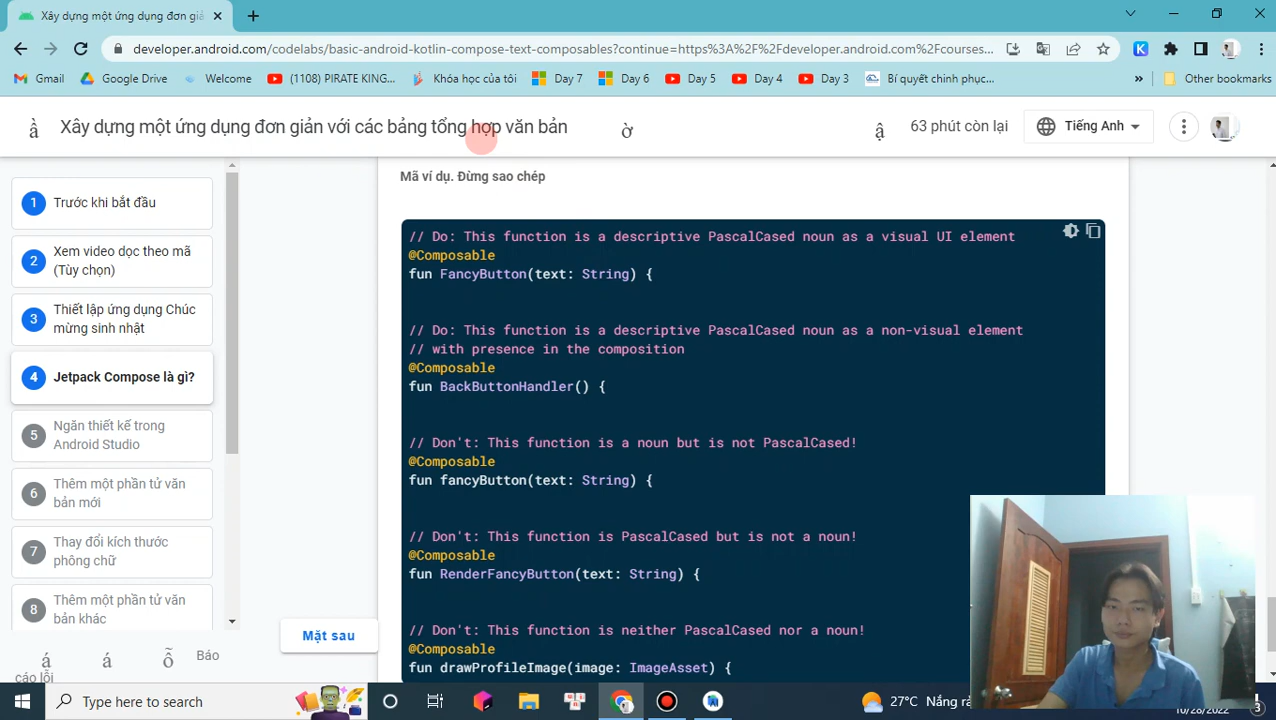 Xây dựng một ứng dụng đơn giả
developer.android.com/codelabs/basic-android-kotlin-compose-text-composables?continue=https%3A%2F%2Fdeveloper.android.com%2Fcourses...
Gmail
Google Drive
Welcome
(1108) PIRATE KING...
Khóa học của tôi
Day 7
Day 6
Day 5
Day 4
Day 3
Bí quyết chinh phục...
»
Other bookmarks
ầ
Xây dựng một ứng dụng đơn giản với các bảng tổng hợp văn bản
ờ
ậ
63 phút còn lại
Tiếng Anh
1 Trước khi bắt đầu
2 Xem video dọc theo mã
(Tùy chọn)
3 Thiết lập ứng dụng Chúc
mừng sinh nhật
4 Jetpack Compose là gì?
5 Ngăn thiết kế trong
Android Studio
6 Thêm một phần tử văn
bản mới
7 Thay đổi kích thước
phông chữ
8 Thêm một phần tử văn
bản khác
á á ô Báo
lỗi
Mặt sau
Mã ví dụ. Đừng sao chép
// Do: This function is a descriptive PascalCased noun as a visual UI element
@Composable
fun FancyButton(text: String) {
// Do: This function is a descriptive PascalCased noun as a non-visual element
// with presence in the composition
@Composable
fun BackButtonHandler() {
// Don't: This function is a noun but is not PascalCased!
@Composable
fun fancyButton(text: String) {
// Don't: This function is PascalCased but is not a noun!
@Composable
fun RenderFancyButton(text: String) {
// Don't: This function is neither PascalCased nor a noun!
@Composable
fun drawProfileImage(image: ImageAsset) {
Type here to search
27°C Nắng
10/28/2022
3